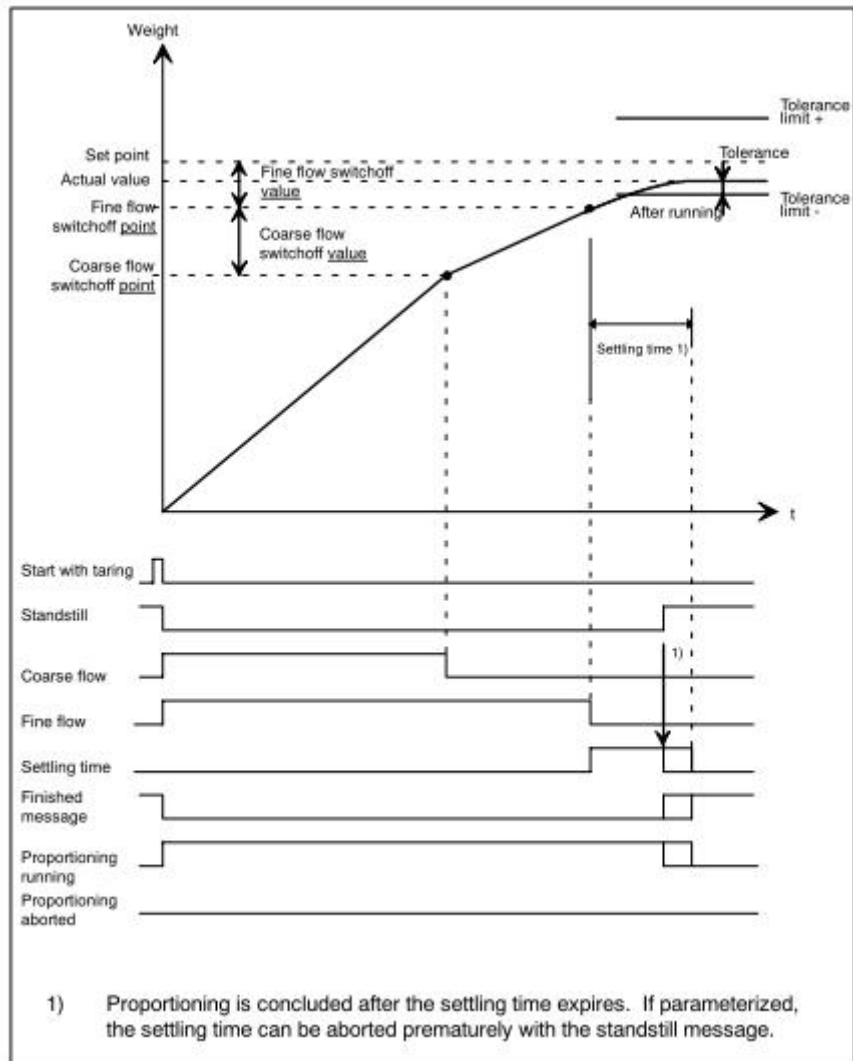 Weight
Tolerance
limit +
Set point
Tolerance
Actual value
Fine flow switchoff
value
Fine flow
switchoff point
After running
Tolerance
limit -
Coarse flow
switchoff value
Coarse flow
switchoff point
Settling time 1)
t
Start with taring
Standstill
1)
Coarse flow
Fine flow
Settling time
Finished
message
Proportioning
running
Proportioning
aborted
1) Proportioning is concluded after the settling time expires. If parameterized,
the settling time can be aborted prematurely with the standstill message.